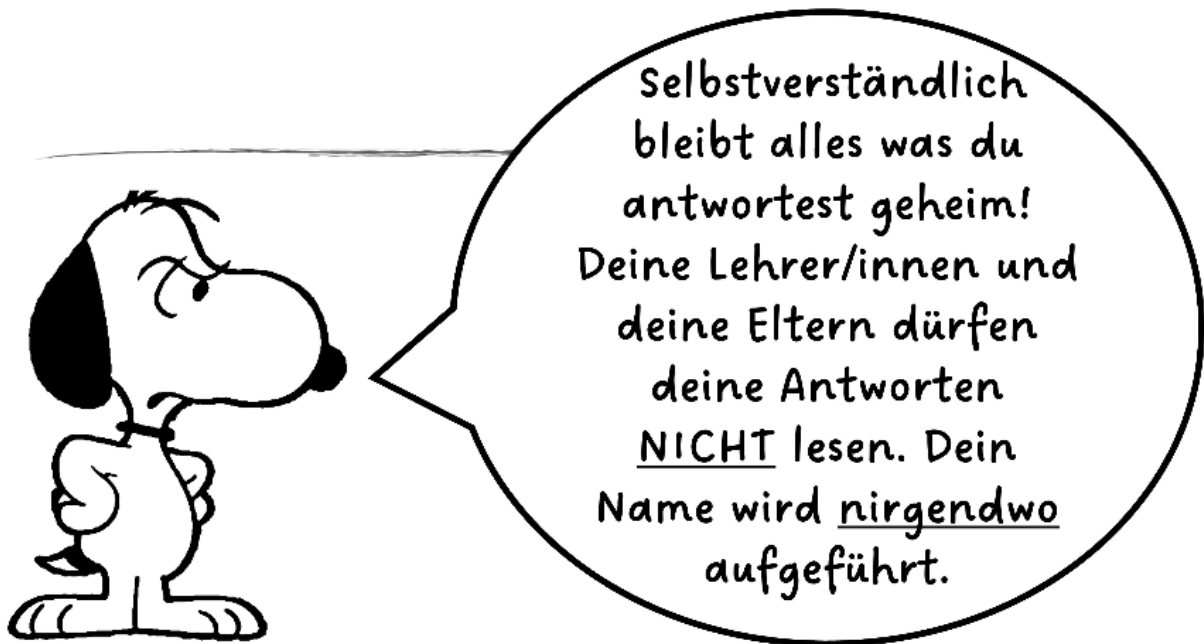 Selbstverständlich
bleibt alles was du
antwortest geheim!
Deine Lehrer/innen und
deine Eltern dürfen
deine Antworten
NICHT lesen. Dein
Name wird nirgendwo
aufgeführt.